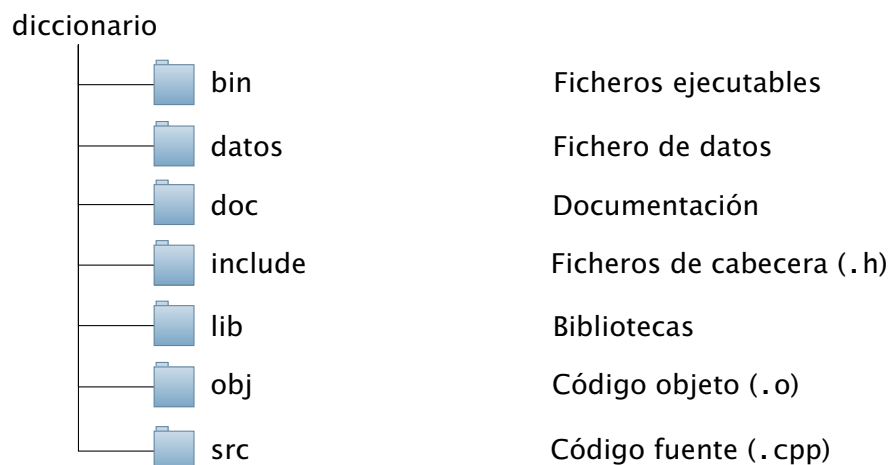 diccionario
bin Ficheros ejecutables
datos Fichero de datos
doc Documentación
include Ficheros de cabecera (.h)
lib Bibliotecas
obj Código objeto (.o)
src Código fuente (.cpp)